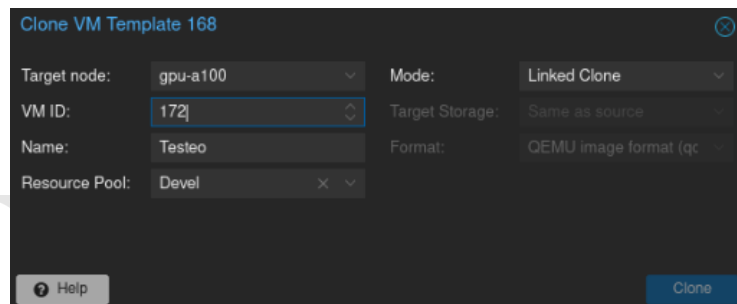 Clone VM Template 168
Target node: gpu-a100 Mode: Linked Clone
VM ID: 172 Target Storage: Same as source
Name: Testeo Format: QEMU image format (qc
Resource Pool: Devel
Help Clone